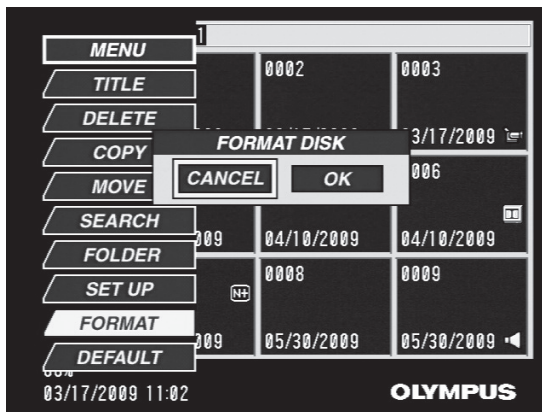 MENU
1
TITLE
0002
0003
DELETE
3/17/2009
COPY
FORMAT DISK
MOVE
CANCEL
OK
006
SEARCH
009
04/10/2009
04/10/2009
FOLDER
SET UP
N+
0008
0009
FORMAT
009
05/30/2009
05/30/2009
DEFAULT
03/17/2009 11:02
OLYMPUS